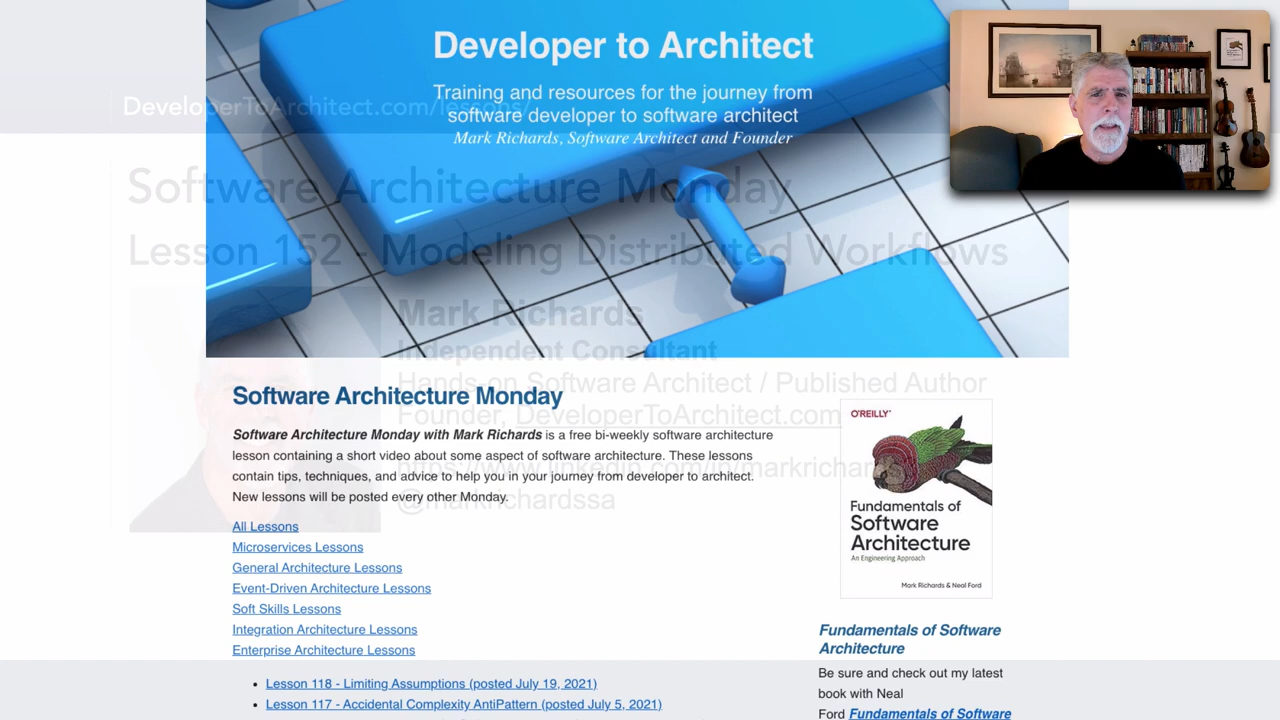 Developer to Architect
Training and resources for the journey from
software developer to software architect
Mark Richards, Software Architect and Founder
DeveloperToArchitect.com/lessons/
Software Architecture Monday
Lesson 152 - Modeling Distributed Workflows
Mark Richards
Independent Consultant
Hands-on Software Architect / Published Author
Founder, DeveloperToArchitect.com
https://www.linkedin.com/in/markrichar
@markrichardssa
Software Architecture Monday
Software Architecture Monday with Mark Richards is a free bi-weekly software architecture
lesson containing a short video about some aspect of software architecture. These lessons
contain tips, techniques, and advice to help you in your journey from developer to architect.
New lessons will be posted every other Monday.
All Lessons
Microservices Lessons
General Architecture Lessons
Event-Driven Architecture Lessons
Soft Skills Lessons
Integration Architecture Lessons
Enterprise Architecture Lessons
• Lesson 118 - Limiting Assumptions (posted July 19, 2021)
• Lesson 117 - Accidental Complexity AntiPattern (posted July 5, 2021)
O'REILLY
Fundamentals of
Software
Architecture
An Engineering Approach
Mark Richards & Neal Ford
Fundamentals of Software
Architecture
Be sure and check out my latest
book with Neal
Ford Fundamentals of Software